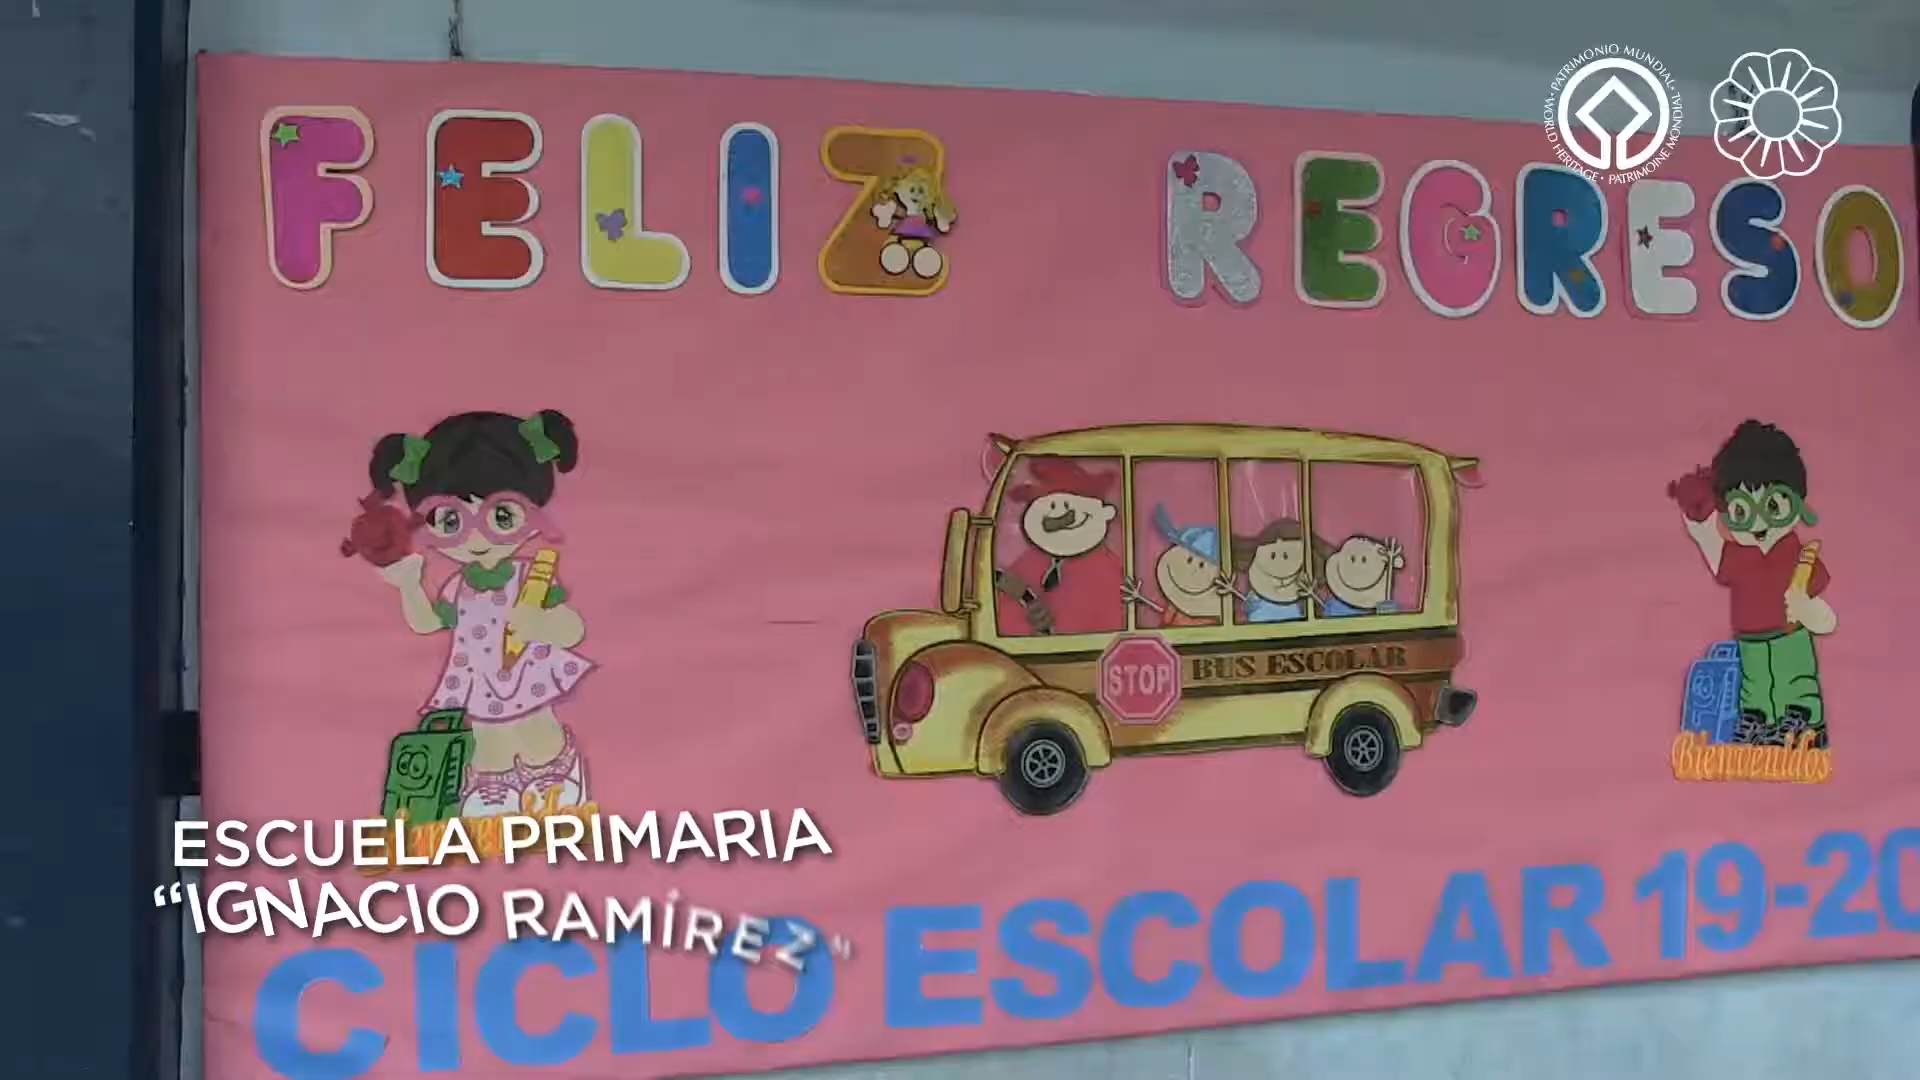 PATRIMONIO MUNDIAL • WORLD HERITAGE • PATRIMOINE MONDIAL •
FELIZ REGRESO
STOP
BUS ESCOLAR
Bienvenidos
ESCUELA PRIMARIA
“IGNACIO RAMÍREZ”
CICLO ESCOLAR 19-20